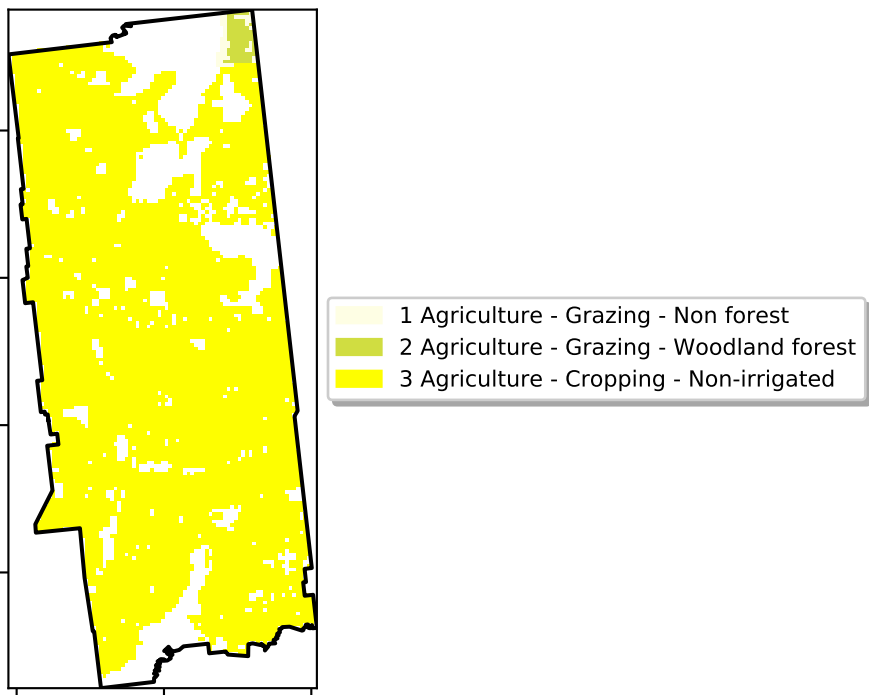 1 Agriculture - Grazing - Non forest
2 Agriculture - Grazing - Woodland forest
3 Agriculture - Cropping - Non-irrigated